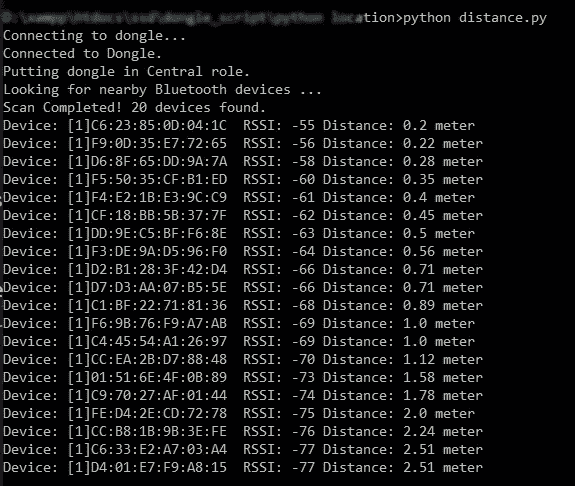 tion>python distance.py
Connecting to dongle...
Connected to Dongle.
Putting dongle in Central role.
Looking for nearby Bluetooth devices ...
Scan Completed! 20 devices found.
Device: [1]C6:23:85:0D:04:1C  RSSI: -55 Distance: 0.2 meter
Device: [1]F9:0D:35:E7:72:65  RSSI: -56 Distance: 0.22 meter
Device: [1]D6:8F:65:DD:9A:7A  RSSI: -58 Distance: 0.28 meter
Device: [1]F5:50:35:CF:B1:ED  RSSI: -60 Distance: 0.35 meter
Device: [1]F4:E2:1B:E3:9C:C9  RSSI: -61 Distance: 0.4 meter
Device: [1]CF:18:BB:5B:37:7F  RSSI: -62 Distance: 0.45 meter
Device: [1]DD:9E:C5:BF:F6:8E  RSSI: -63 Distance: 0.5 meter
Device: [1]F3:DE:9A:D5:96:F0  RSSI: -64 Distance: 0.56 meter
Device: [1]D2:B1:28:3F:42:D4  RSSI: -66 Distance: 0.71 meter
Device: [1]D7:D3:AA:07:B5:5E  RSSI: -66 Distance: 0.71 meter
Device: [1]C1:BF:22:71:81:36  RSSI: -68 Distance: 0.89 meter
Device: [1]F6:9B:76:F9:A7:AB  RSSI: -69 Distance: 1.0 meter
Device: [1]C4:45:54:A1:26:97  RSSI: -69 Distance: 1.0 meter
Device: [1]CC:EA:2B:D7:88:48  RSSI: -70 Distance: 1.12 meter
Device: [1]01:51:6E:4F:0B:89  RSSI: -73 Distance: 1.58 meter
Device: [1]C9:70:27:AF:01:44  RSSI: -74 Distance: 1.78 meter
Device: [1]FE:D4:2E:CD:72:78  RSSI: -75 Distance: 2.0 meter
Device: [1]CC:B8:1B:9B:3E:FE  RSSI: -76 Distance: 2.24 meter
Device: [1]C6:33:E2:A7:03:A4  RSSI: -77 Distance: 2.51 meter
Device: [1]D4:01:E7:F9:A8:15  RSSI: -77 Distance: 2.51 meter